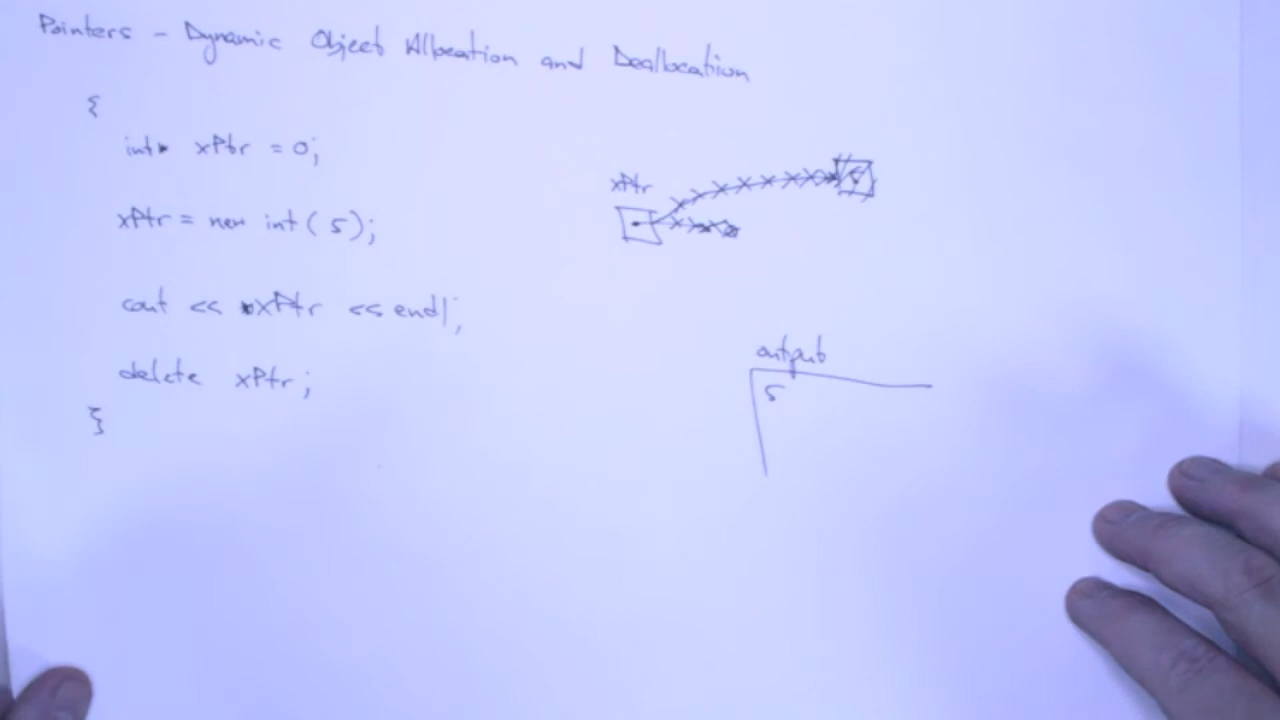 Pointers - Dynamic Object Allocation and Deallocation
{
int* xPtr = 0;
xPtr = new int( 5);
cout << *xPtr << endl;
delete xPtr;
}
xPtr
output
5